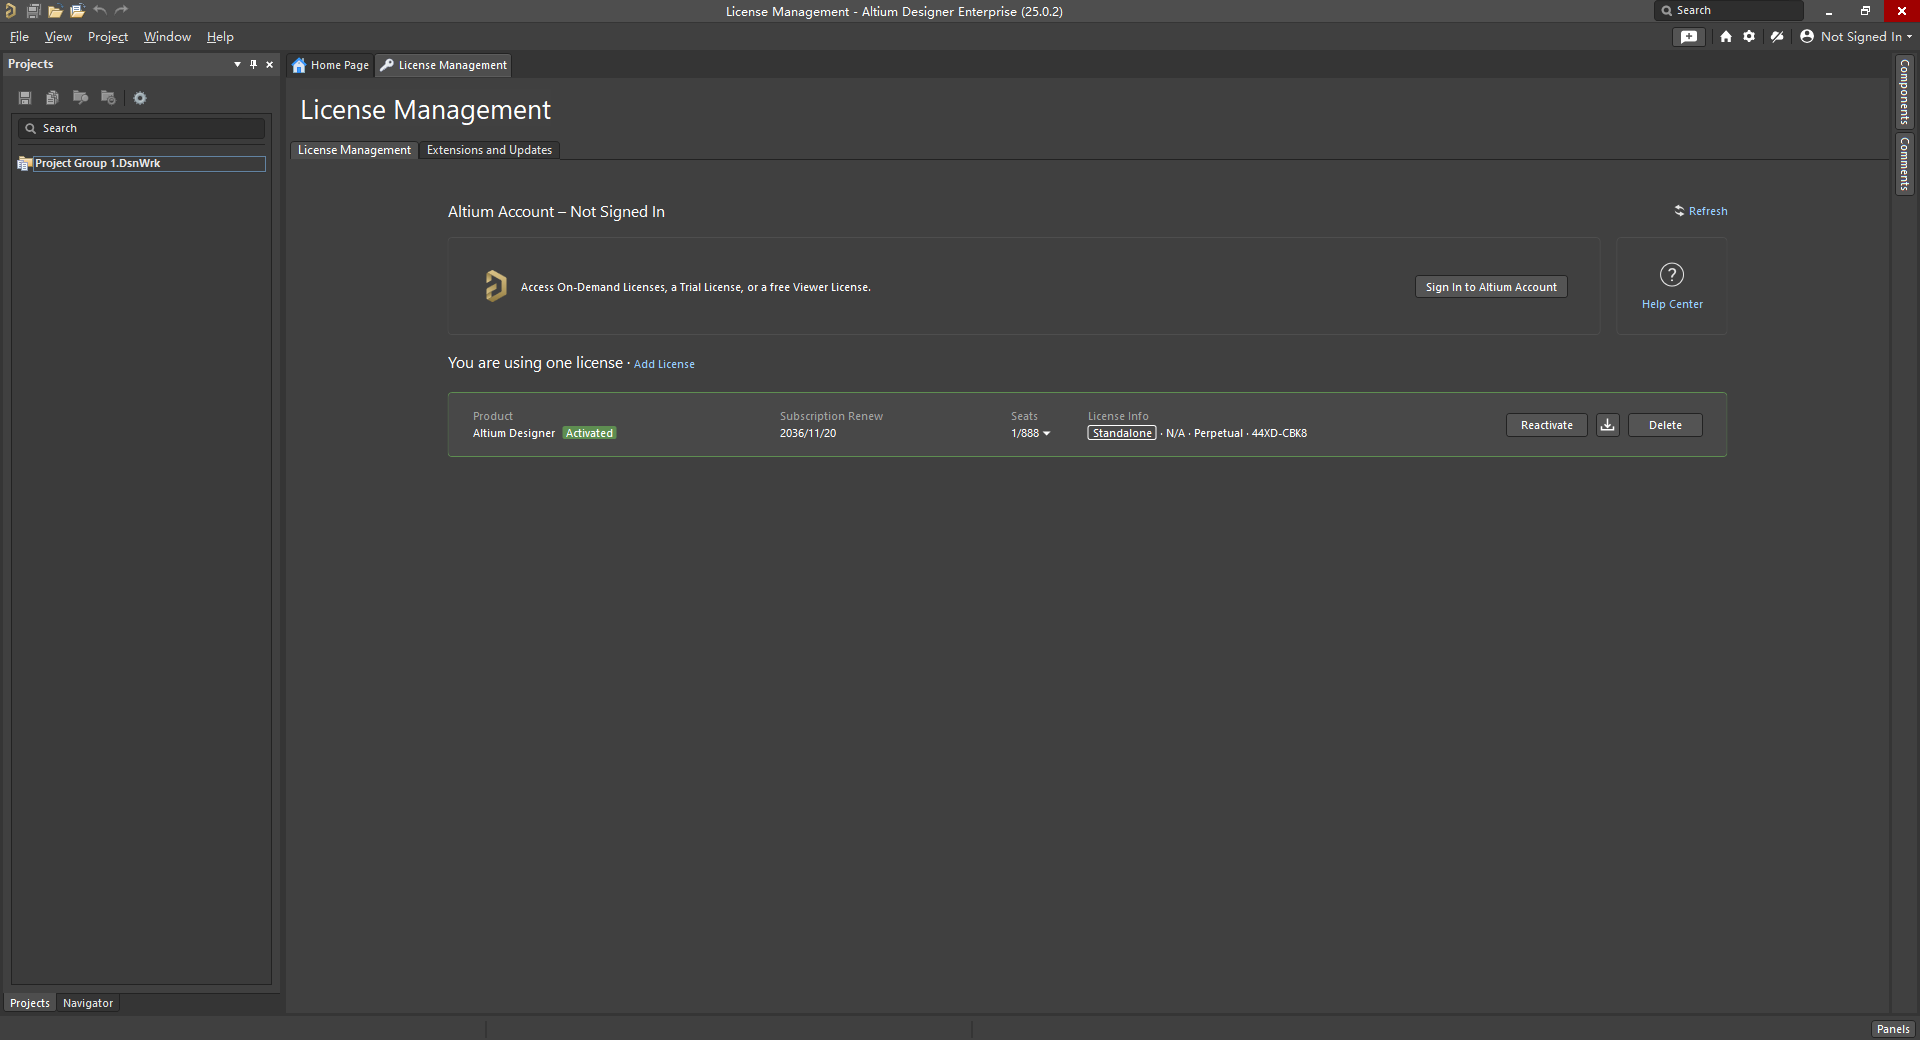 License Management - Altium Designer Enterprise (25.0.2)
Search
File View Project Window Help
Not Signed In
Projects
Home Page
License Management
Components
Comments
Search
Project Group 1.DsnWrk
License Management
License Management
Extensions and Updates
Altium Account – Not Signed In
Refresh
Access On-Demand Licenses, a Trial License, or a free Viewer License.
Sign In to Altium Account
Help Center
You are using one license · Add License
Product
Subscription Renew
Seats
License Info
Altium Designer Activated
2036/11/20
1/888
Standalone · N/A · Perpetual · 44XD-CBK8
Reactivate
Delete
Projects
Navigator
Panels